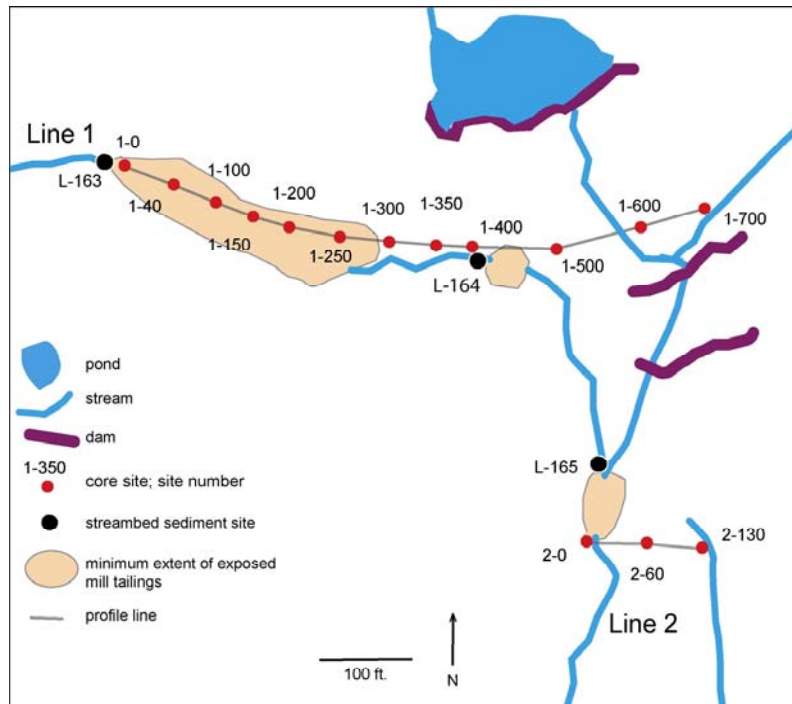 Line 1
1-0
L-163
1-40
1-100
1-150
1-200
1-250
1-300
1-350
1-400
L-164
1-500
1-600
1-700
pond
stream
dam
1-350
core site; site number
streambed sediment site
minimum extent of exposed
mill tailings
profile line
L-165
2-0
2-60
2-130
Line 2
100 ft.
N